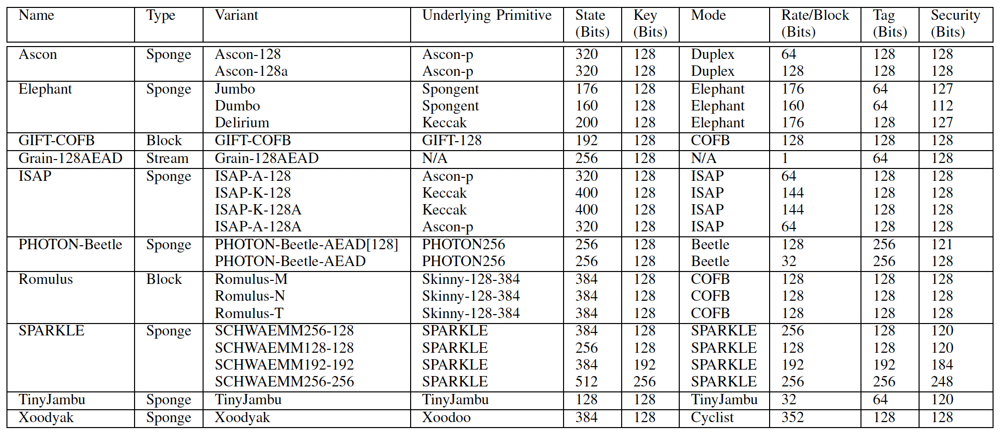 Name Type Variant Underlying Primitive State Key Mode Rate/Block Tag Security
(Bits) (Bits) (Bits) (Bits) (Bits)
Ascon Sponge Ascon-128 Ascon-p 320 128 Duplex 64 128 128
Ascon-128a Ascon-p 320 128 Duplex 128 128 128
Elephant Sponge Jumbo Spongent 176 128 Elephant 176 64 127
Dumbo Spongent 160 128 Elephant 160 64 112
Delirium Keccak 200 128 Elephant 176 128 127
GIFT-COFB Block GIFT-COFB GIFT-128 192 128 COFB 128 128 128
Grain-128AEAD Stream Grain-128AEAD N/A 256 128 N/A 1 64 128
ISAP Sponge ISAP-A-128 Ascon-p 320 128 ISAP 64 128 128
ISAP-K-128 Keccak 400 128 ISAP 144 128 128
ISAP-K-128A Keccak 400 128 ISAP 144 128 128
ISAP-A-128A Ascon-p 320 128 ISAP 64 128 128
PHOTON-Beetle Sponge PHOTON-Beetle-AEAD[128] PHOTON256 256 128 Beetle 128 256 121
PHOTON-Beetle-AEAD PHOTON256 256 128 Beetle 32 256 128
Romulus Block Romulus-M Skinny-128-384 384 128 COFB 128 128 128
Romulus-N Skinny-128-384 384 128 COFB 128 128 128
Romulus-T Skinny-128-384 384 128 COFB 128 128 128
SPARKLE Sponge SCHWAEMM256-128 SPARKLE 384 128 SPARKLE 256 128 120
SCHWAEMM128-128 SPARKLE 256 128 SPARKLE 128 128 120
SCHWAEMM192-192 SPARKLE 384 192 SPARKLE 192 192 184
SCHWAEMM256-256 SPARKLE 512 256 SPARKLE 256 256 248
TinyJambu Sponge TinyJambu TinyJambu 128 128 TinyJambu 32 64 120
Xoodyak Sponge Xoodyak Xoodoo 384 128 Cyclist 352 128 128